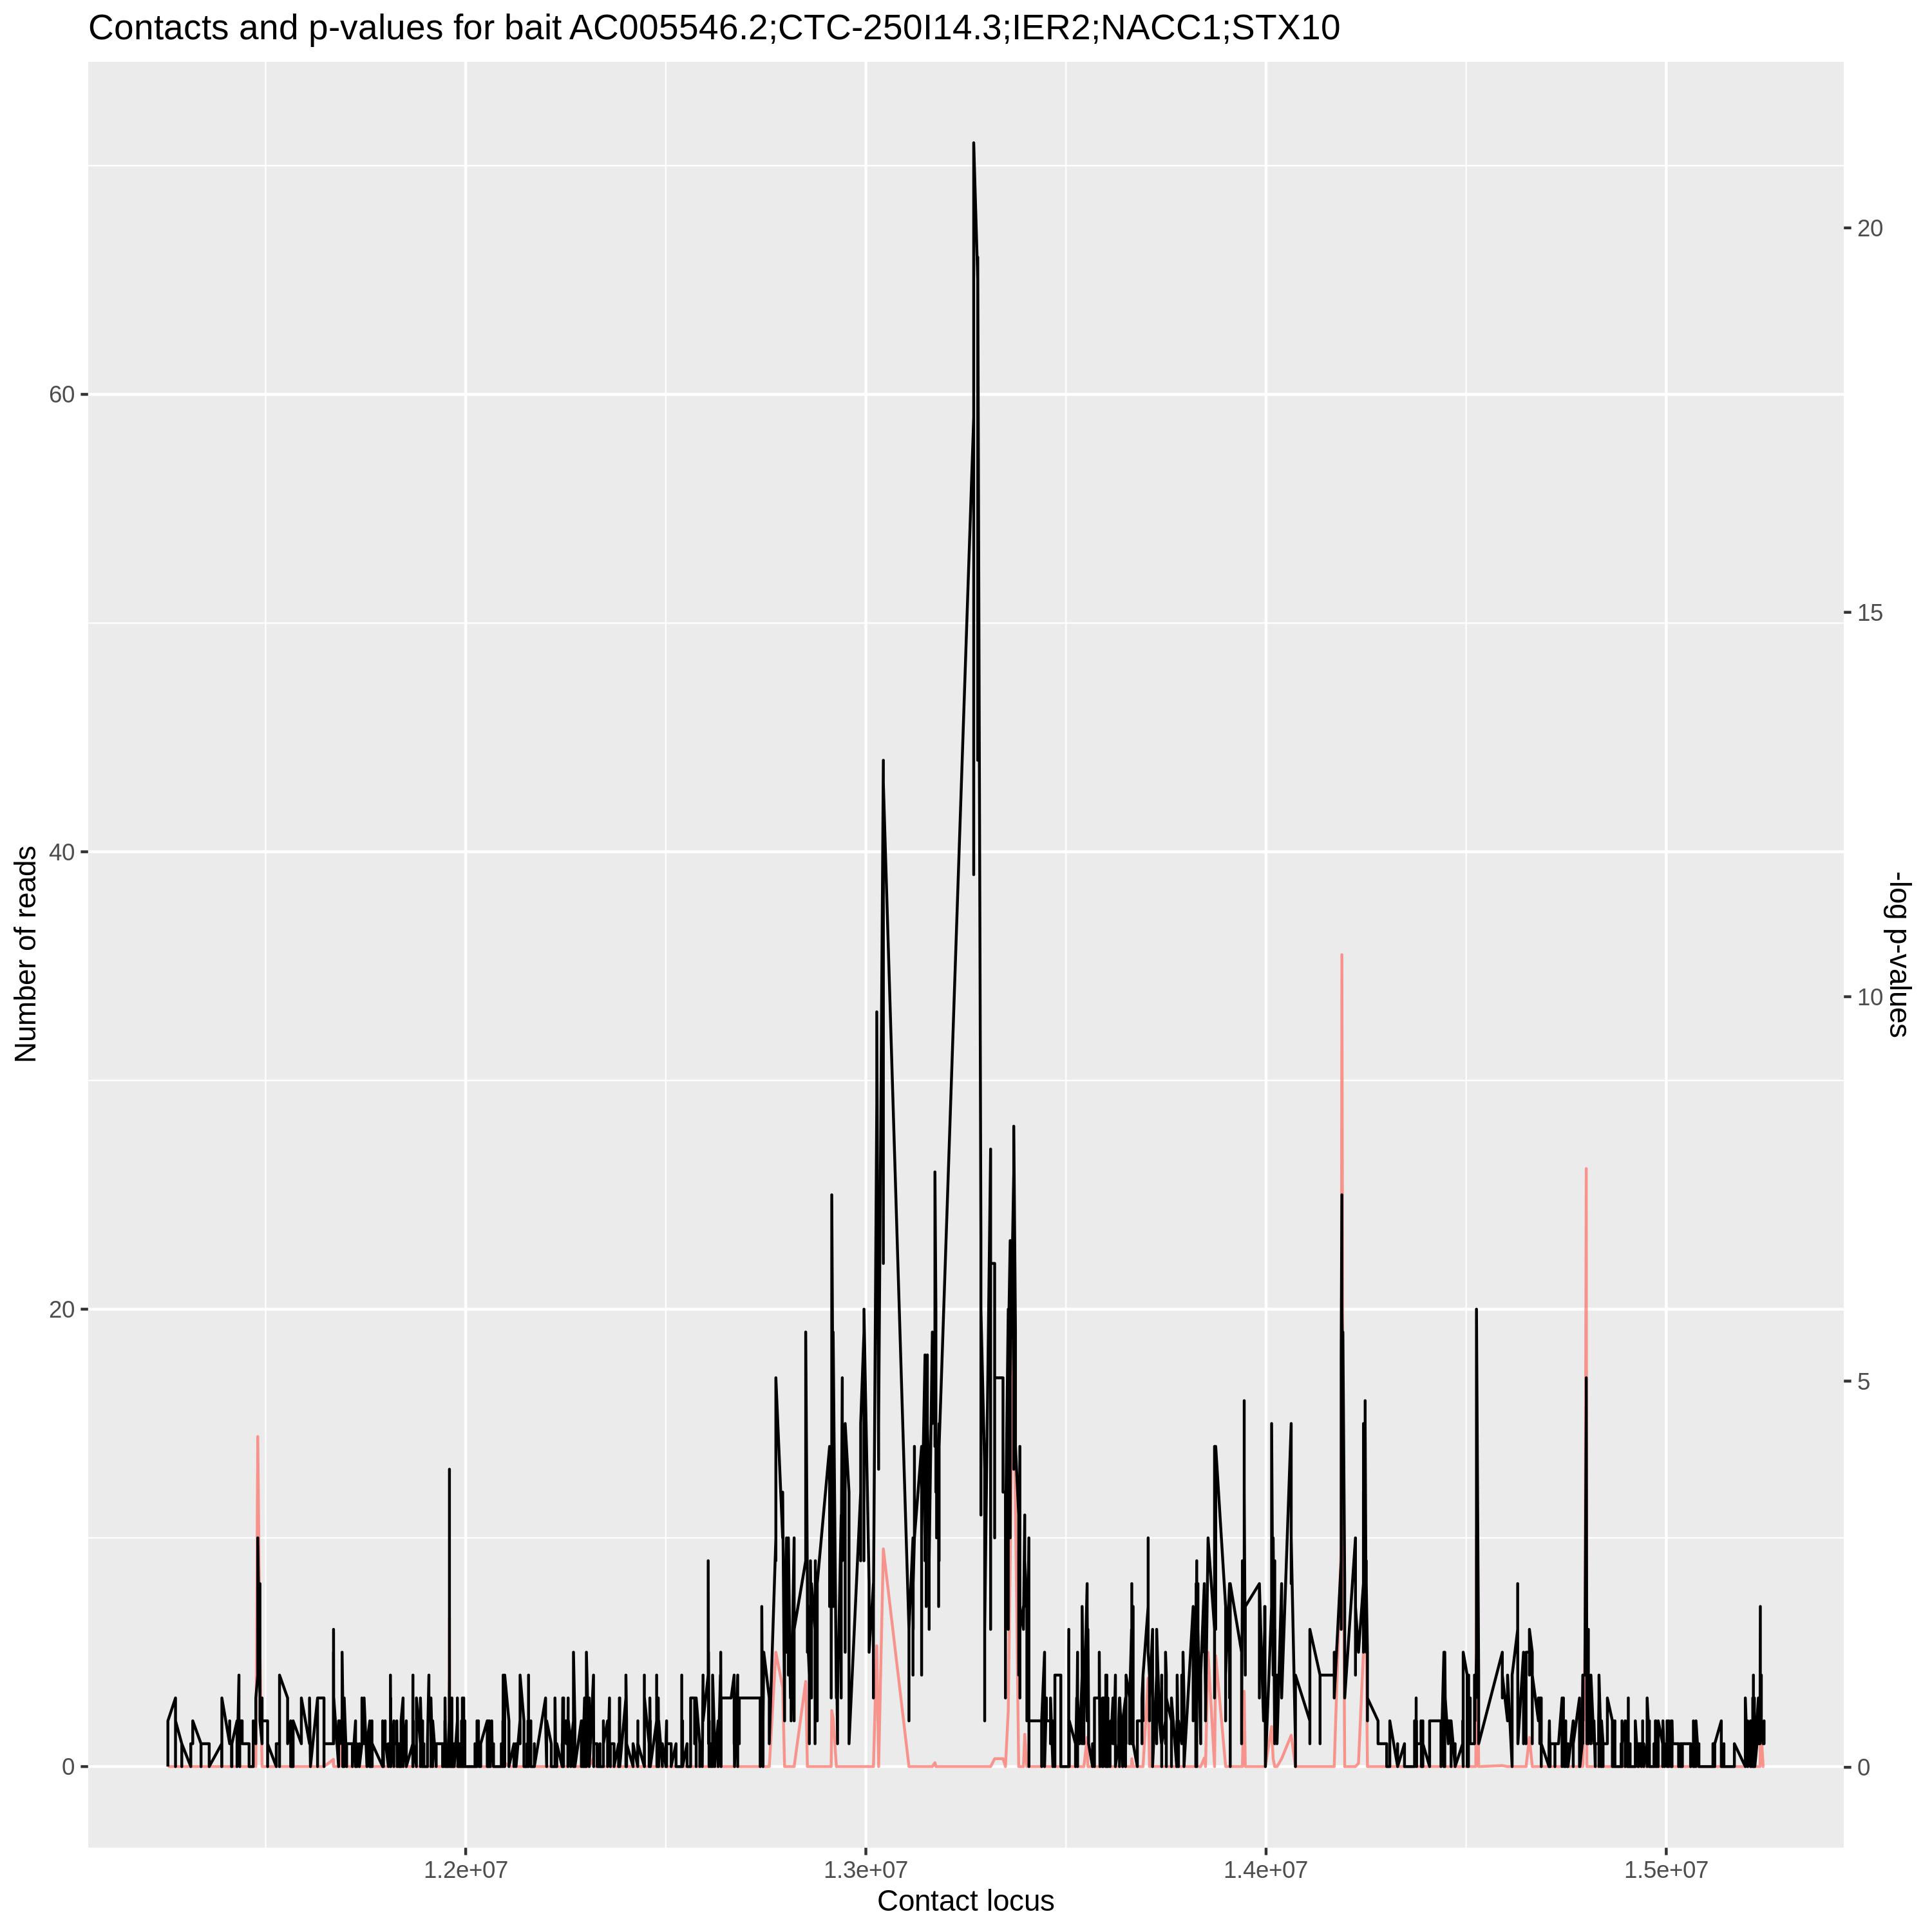 Contacts and p-values for bait AC005546.2;CTC-250I14.3;IER2;NACC1;STX10
Number of reads
60
40
20
0
20
15
10
5
0
-log p-values
1.2e+07 1.3e+07 1.4e+07 1.5e+07
Contact locus